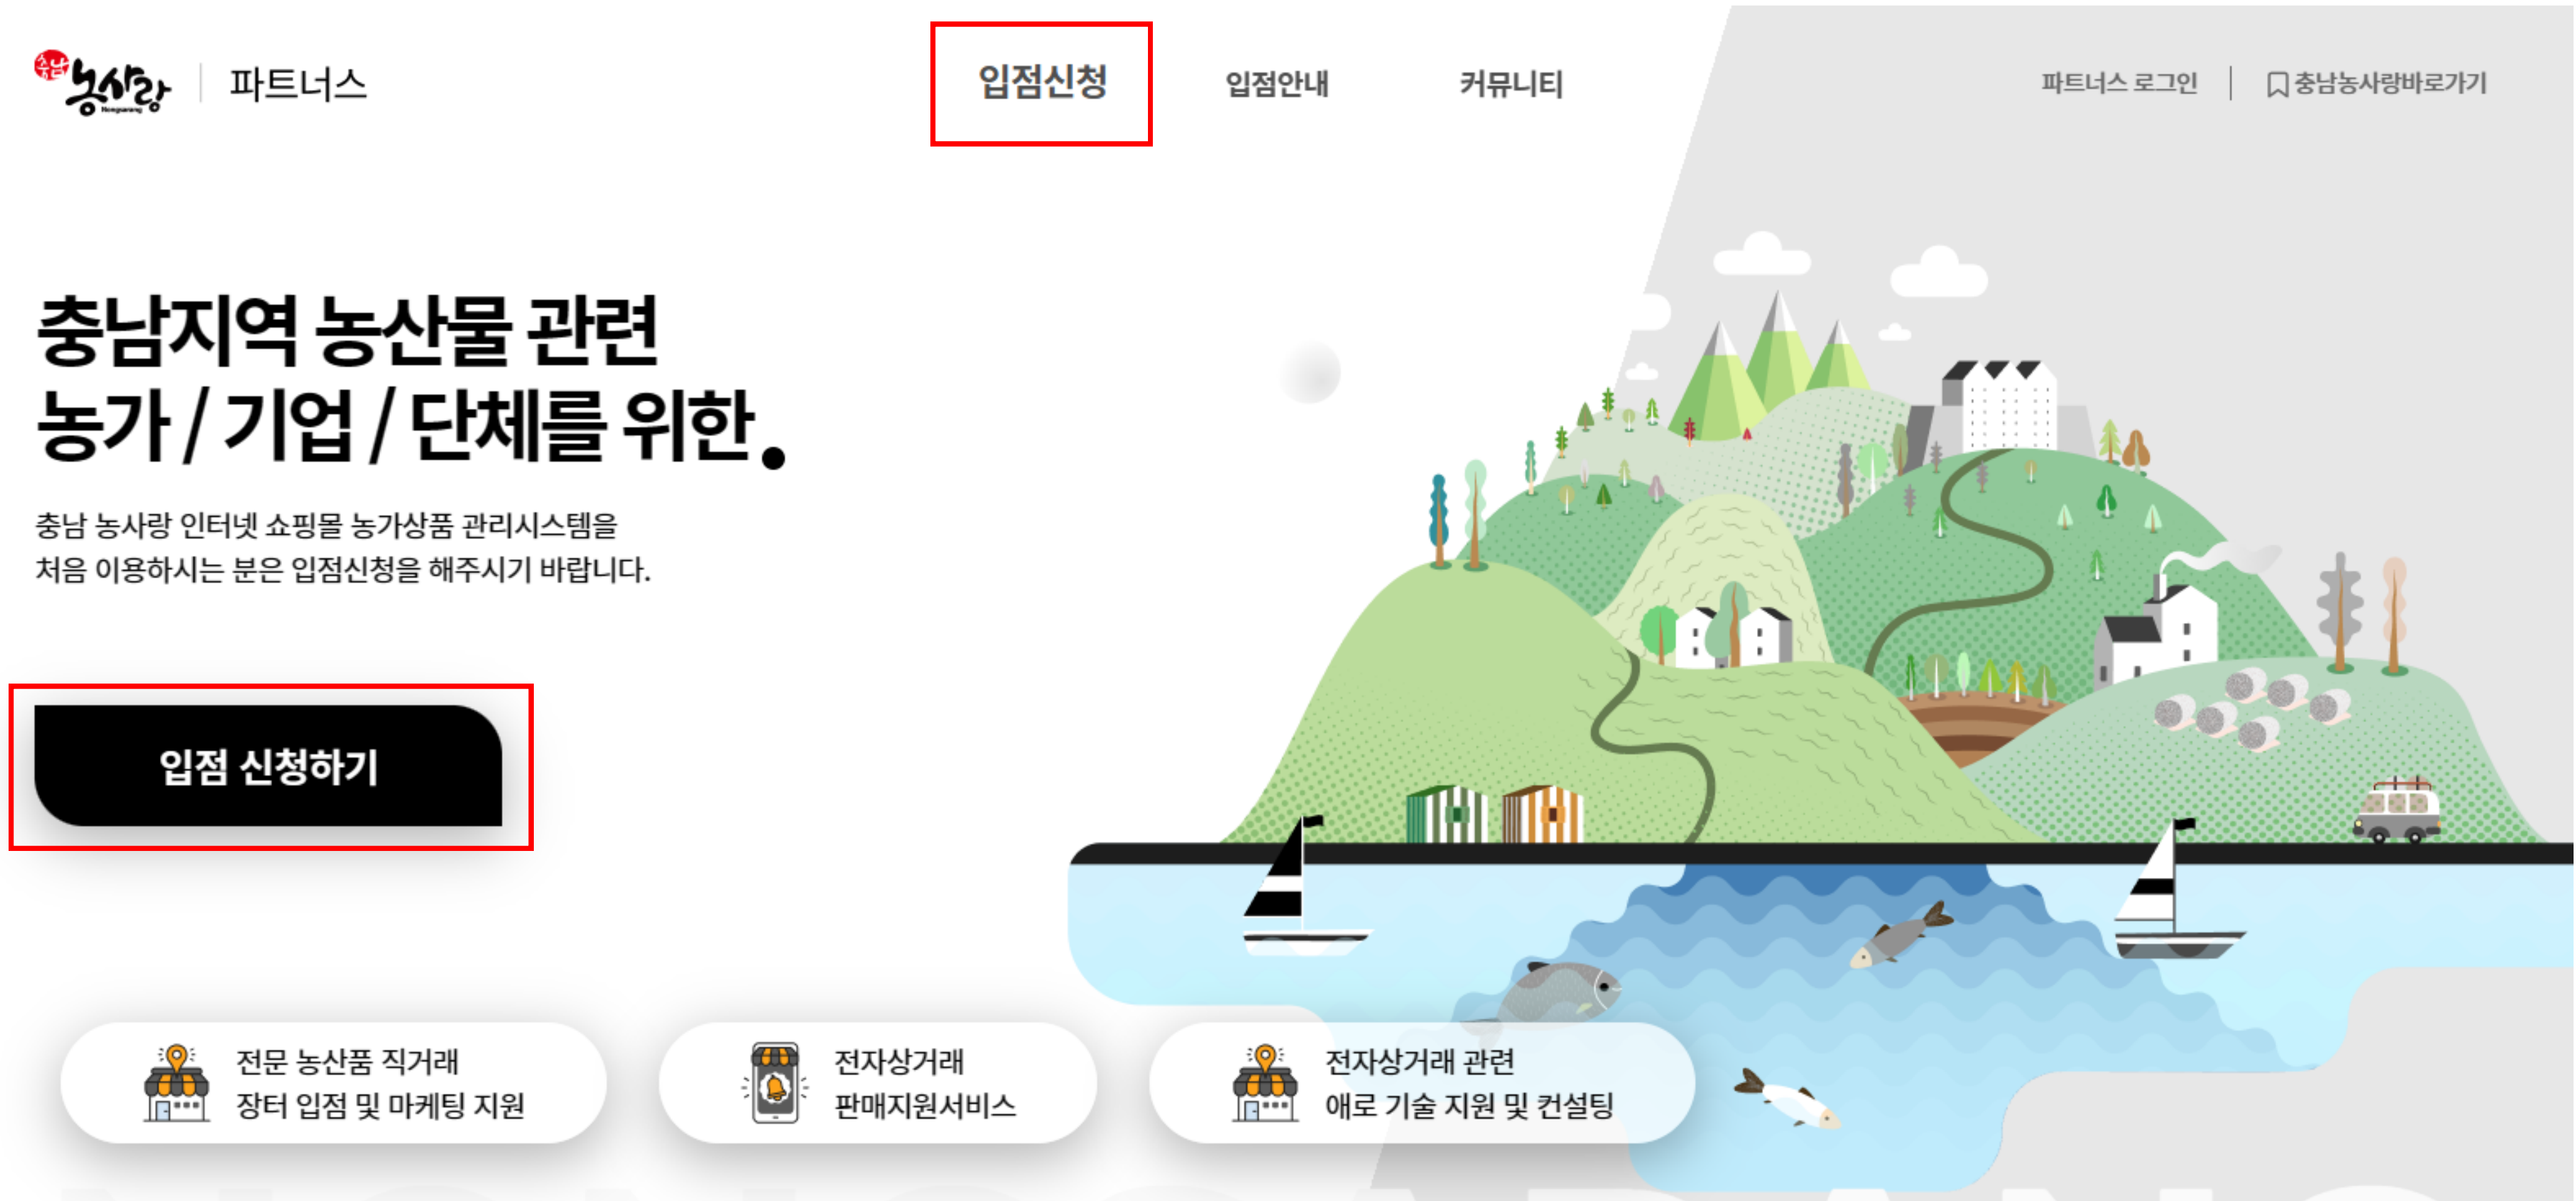 충남 농사랑
Nongsarang
파트너스
입점신청
입점안내
커뮤니티
파트너스 로그인
충남농사랑바로가기
충남지역 농산물 관련
농가 / 기업 / 단체를 위한.
충남 농사랑 인터넷 쇼핑몰 농가상품 관리시스템을
처음 이용하시는 분은 입점신청을 해주시기 바랍니다.
입점 신청하기
전문 농산품 직거래
장터 입점 및 마케팅 지원
전자상거래
판매지원서비스
전자상거래 관련
애로 기술 지원 및 컨설팅